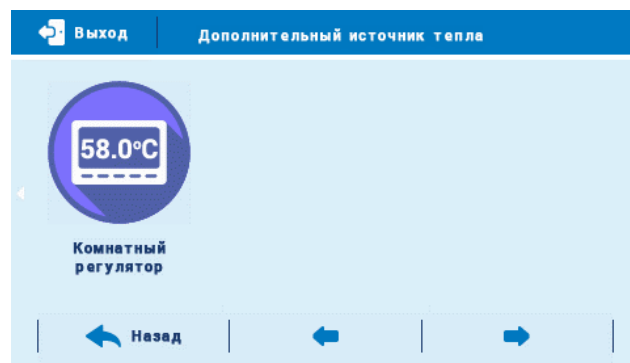 Выход
Дополнительный источник тепла
58.0°C
Комнатный
регулятор
Назад